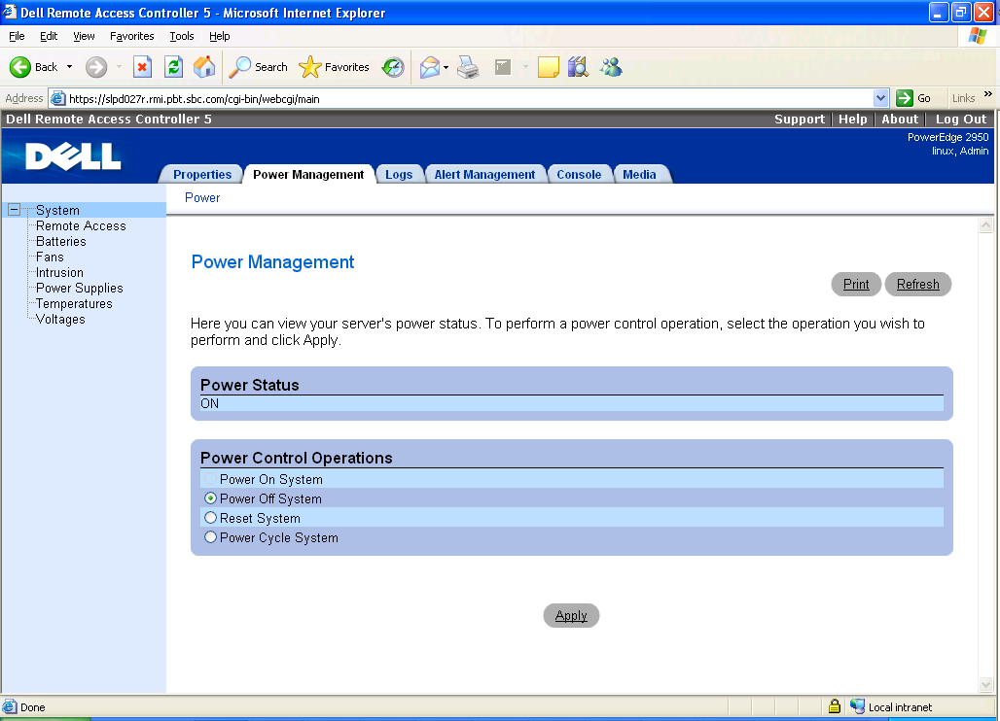 Dell Remote Access Controller 5 - Microsoft Internet Explorer
File Edit View Favorites Tools Help
Back Search Favorites
Address https://slpd027r.rmi.pbt.sbc.com/cgi-bin/webcgi/main Go Links »
Dell Remote Access Controller 5 Support | Help | About | Log Out
PowerEdge 2950
linux, Admin
DELL
Properties Power Management Logs Alert Management Console Media
Power
System
Remote Access
Batteries
Fans
Intrusion
Power Supplies
Temperatures
Voltages
Power Management
Print Refresh
Here you can view your server's power status. To perform a power control operation, select the operation you wish to
perform and click Apply.
Power Status
ON
Power Control Operations
Power On System
Power Off System
Reset System
Power Cycle System
Apply
Done Local intranet